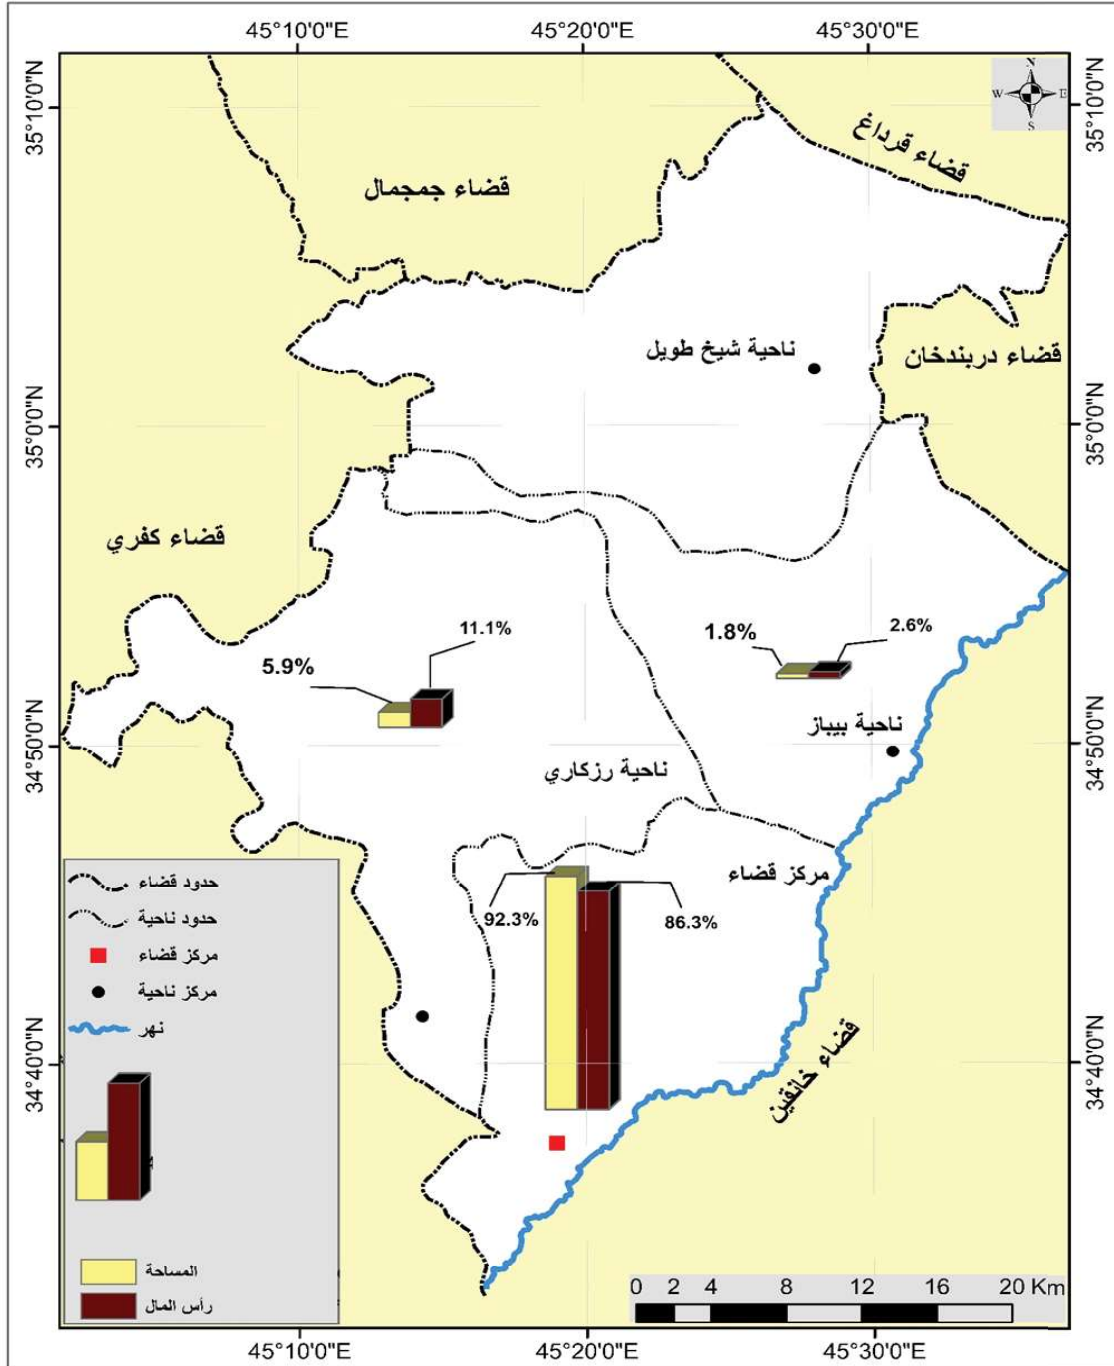 45°10'0"E
45°20'0"E
45°30'0"E
N
W
E
S
35°10'0"N
35°10'0"N
قضاء قرداغ
قضاء جمجمال
ناحية شيخ طويل
قضاء دربندخان
35°0'0"N
35°0'0"N
قضاء كفري
11.1%
5.9%
1.8%
2.6%
ناحية بيباز
34°50'0"N
34°50'0"N
ناحية رزكاري
مركز قضاء
92.3%
86.3%
حدود قضاء
حدود ناحية
مركز قضاء
مركز ناحية
نهر
34°40'0"N
34°40'0"N
قضاء خانقين
المساحة
رأس المال
0 2 4 8 12 16 20 Km
45°10'0"E
45°20'0"E
45°30'0"E